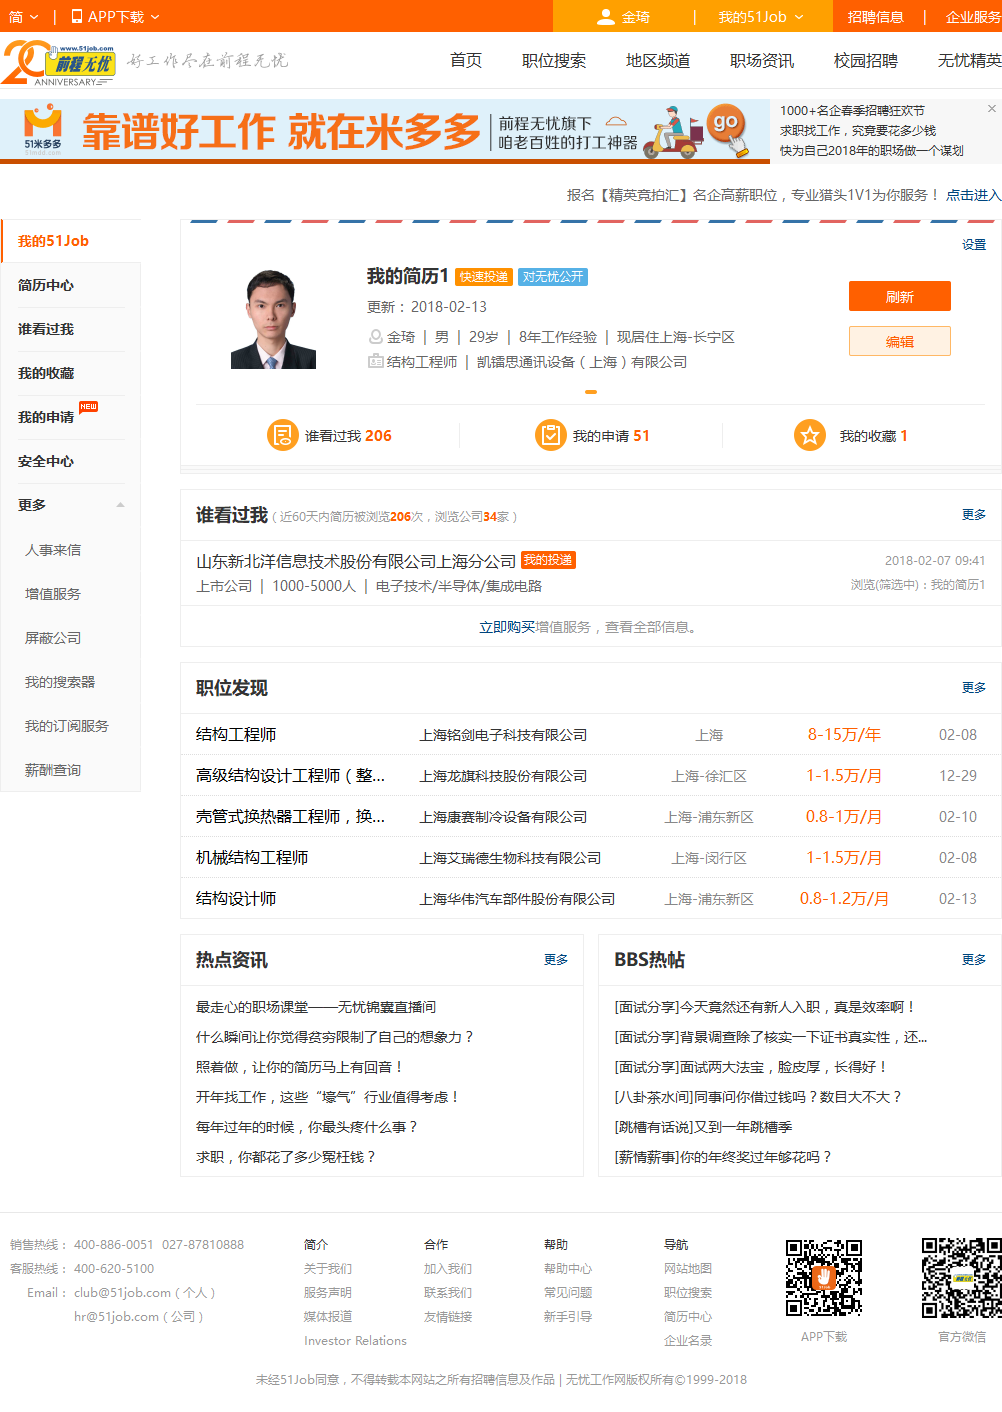 简 | APP下载 金琦 | 我的51Job 招聘信息 | 企业服务
www.51job.com
前程无忧 好工作尽在前程无忧
ANNIVERSARY
首页 职位搜索 地区频道 职场资讯 校园招聘 无忧精英
51米多多
靠谱好工作 就在米多多
前程无忧旗下
咱老百姓的打工神器
go
1000+名企春季招聘狂欢节
求职找工作，究竟要花多少钱
快为自己2018年的职场做一个谋划
报名【精英竞拍汇】名企高薪职位，专业猎头1V1为你服务！ 点击进入
我的51Job
简历中心
谁看过我
我的收藏
我的申请 NEW
安全中心
更多
人事来信
增值服务
屏蔽公司
我的搜索器
我的订阅服务
薪酬查询
设置
我的简历1 快速投递 对无忧公开
更新：2018-02-13
金琦 | 男 | 29岁 | 8年工作经验 | 现居住上海-长宁区
结构工程师 | 凯镭思通讯设备（上海）有限公司
刷新
编辑
谁看过我 206
我的申请 51
我的收藏 1
谁看过我（近60天内简历被浏览206次，浏览公司34家） 更多
山东新北洋信息技术股份有限公司上海分公司 我的投递 2018-02-07 09:41
上市公司 | 1000-5000人 | 电子技术/半导体/集成电路 浏览(筛选中)：我的简历1
立即购买增值服务，查看全部信息。
职位发现 更多
结构工程师 上海铭剑电子科技有限公司 上海 8-15万/年 02-08
高级结构设计工程师（整... 上海龙旗科技股份有限公司 上海-徐汇区 1-1.5万/月 12-29
壳管式换热器工程师，换... 上海康赛制冷设备有限公司 上海-浦东新区 0.8-1万/月 02-10
机械结构工程师 上海艾瑞德生物科技有限公司 上海-闵行区 1-1.5万/月 02-08
结构设计师 上海华伟汽车部件股份有限公司 上海-浦东新区 0.8-1.2万/月 02-13
热点资讯 更多
最走心的职场课堂——无忧锦囊直播间
什么瞬间让你觉得贫穷限制了自己的想象力？
照着做，让你的简历马上有回音！
开年找工作，这些“壕气”行业值得考虑！
每年过年的时候，你最头疼什么事？
求职，你都花了多少冤枉钱？
BBS热帖 更多
[面试分享]今天竟然还有新人入职，真是效率啊！
[面试分享]背景调查除了核实一下证书真实性，还...
[面试分享]面试两大法宝，脸皮厚，长得好！
[八卦茶水间]同事问你借过钱吗？数目大不大？
[跳槽有话说]又到一年跳槽季
[薪情薪事]你的年终奖过年够花吗？
销售热线：400-886-0051 027-87810888
客服热线：400-620-5100
Email：club@51job.com（个人）
hr@51job.com（公司）
简介
关于我们
服务声明
媒体报道
Investor Relations
合作
加入我们
联系我们
友情链接
帮助
帮助中心
常见问题
新手引导
导航
网站地图
职位搜索
简历中心
企业名录
APP下载
官方微信
未经51Job同意，不得转载本网站之所有招聘信息及作品 | 无忧工作网版权所有©1999-2018